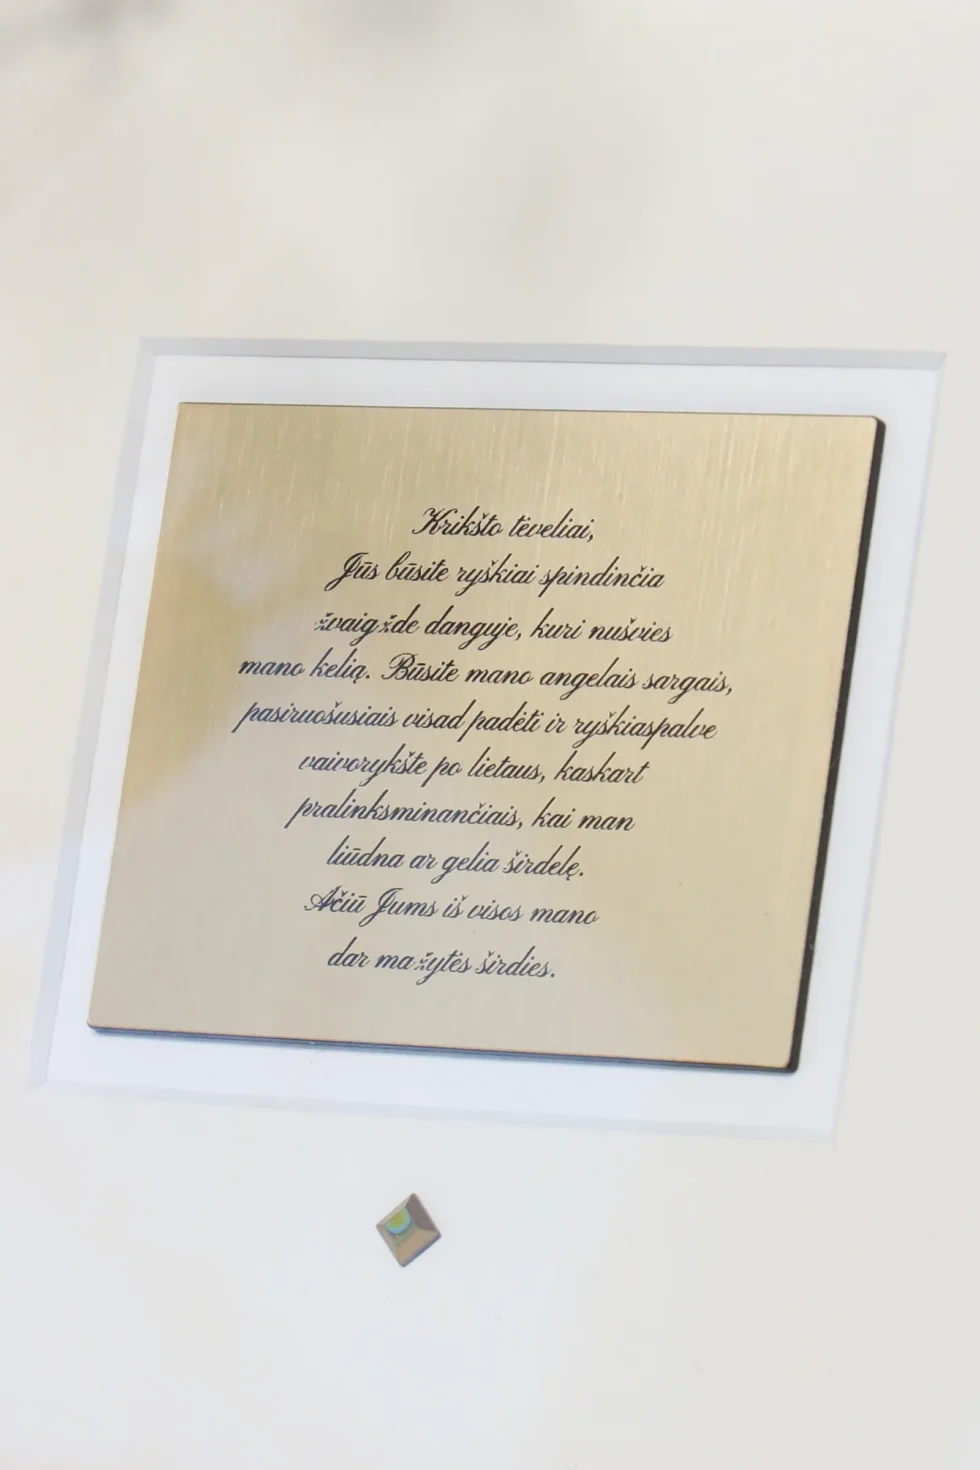 Krikšto tėveliai,
Jūs būsite ryškiai spindinčia
žvaigžde danguje, kuri nušvies
mano kelią. Būsite mano angelais sargais,
pasiruošusiais visad padėti ir ryškiaspalve
vaivorykšte po lietaus, kaskart
pralinksminančiais, kai man
liūdna ar gelia širdelę.
Ačiū Jums iš visos mano
dar mažytės širdies.